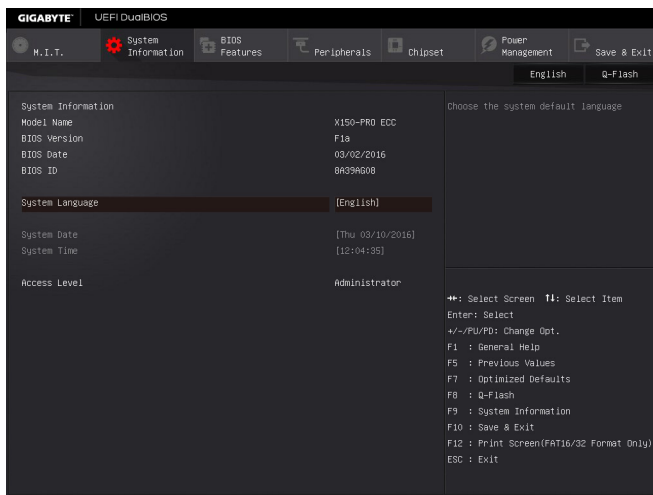 GIGABYTE™ UEFI DualBIOS
M.I.T. System Information BIOS Features Peripherals Chipset Power Management Save & Exit
English Q-Flash
System Information
Model Name X150-PRO ECC
BIOS Version F1a
BIOS Date 03/02/2016
BIOS ID 8A39AG08
System Language [English]
System Date [Thu 03/10/2016]
System Time [12:04:35]
Access Level Administrator
Choose the system default language
→←: Select Screen ↑↓: Select Item
Enter: Select
+/-/PU/PD: Change Opt.
F1 : General Help
F5 : Previous Values
F7 : Optimized Defaults
F8 : Q-Flash
F9 : System Information
F10 : Save & Exit
F12 : Print Screen(FAT16/32 Format Only)
ESC : Exit